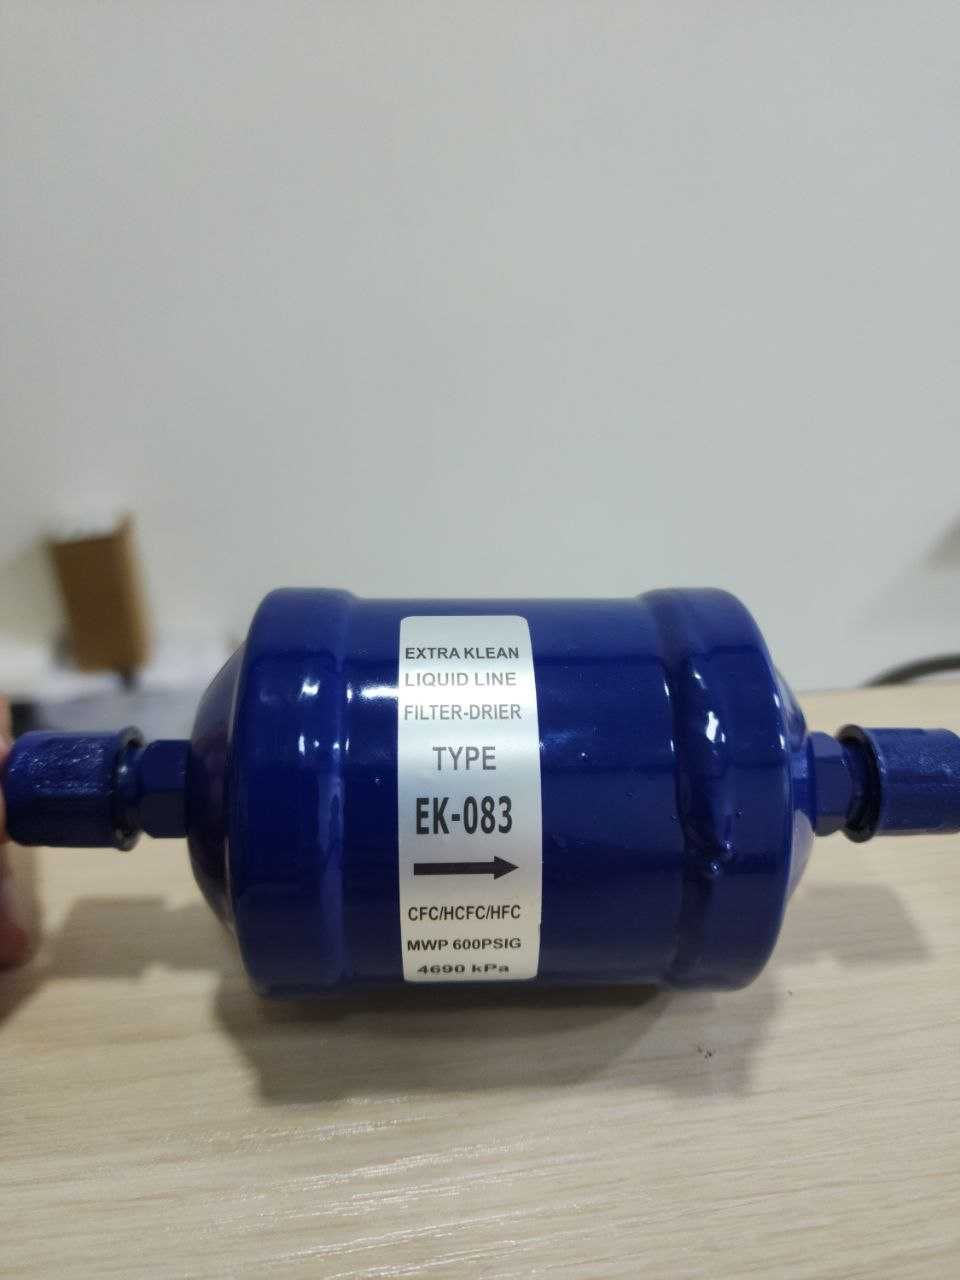 EXTRA KLEAN
LIQUID LINE
FILTER-DRIER
TYPE
EK-083
CFC/HCFC/HFC
MWP 600PSIG
4690 kPa